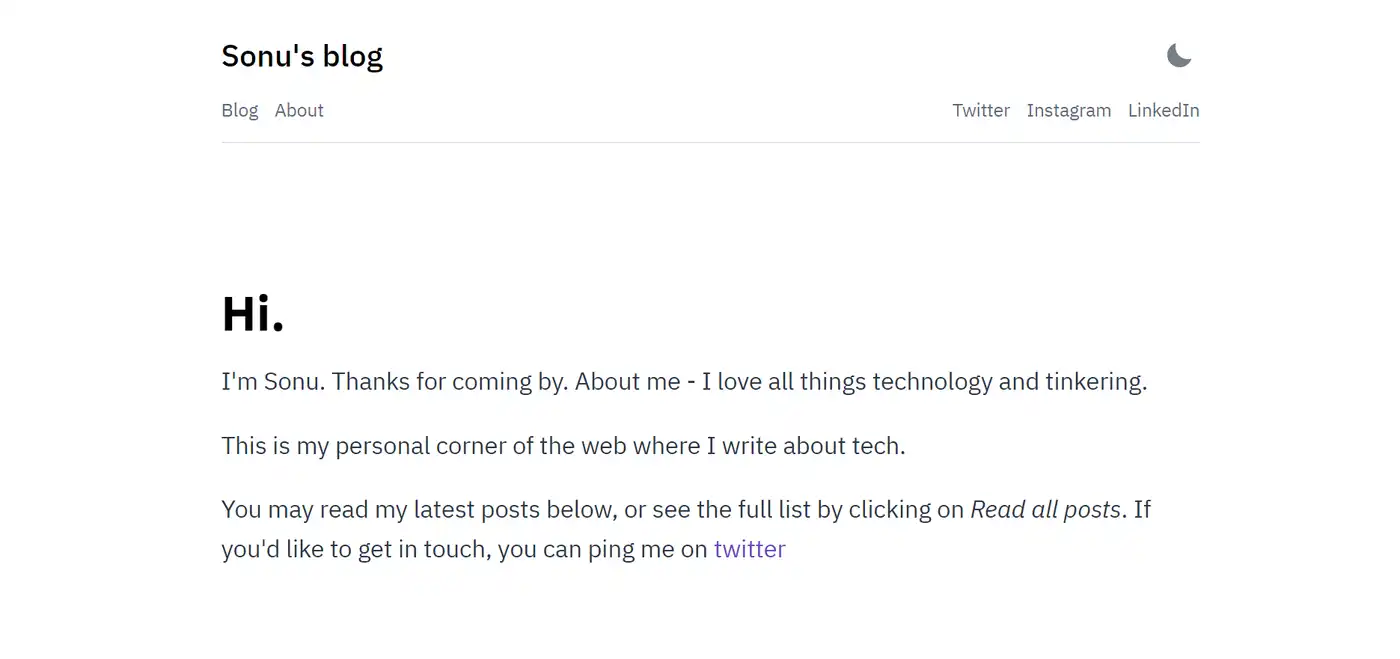 Sonu's blog
Blog About Twitter Instagram LinkedIn
Hi.
I'm Sonu. Thanks for coming by. About me - I love all things technology and tinkering.
This is my personal corner of the web where I write about tech.
You may read my latest posts below, or see the full list by clicking on Read all posts. If
you'd like to get in touch, you can ping me on twitter